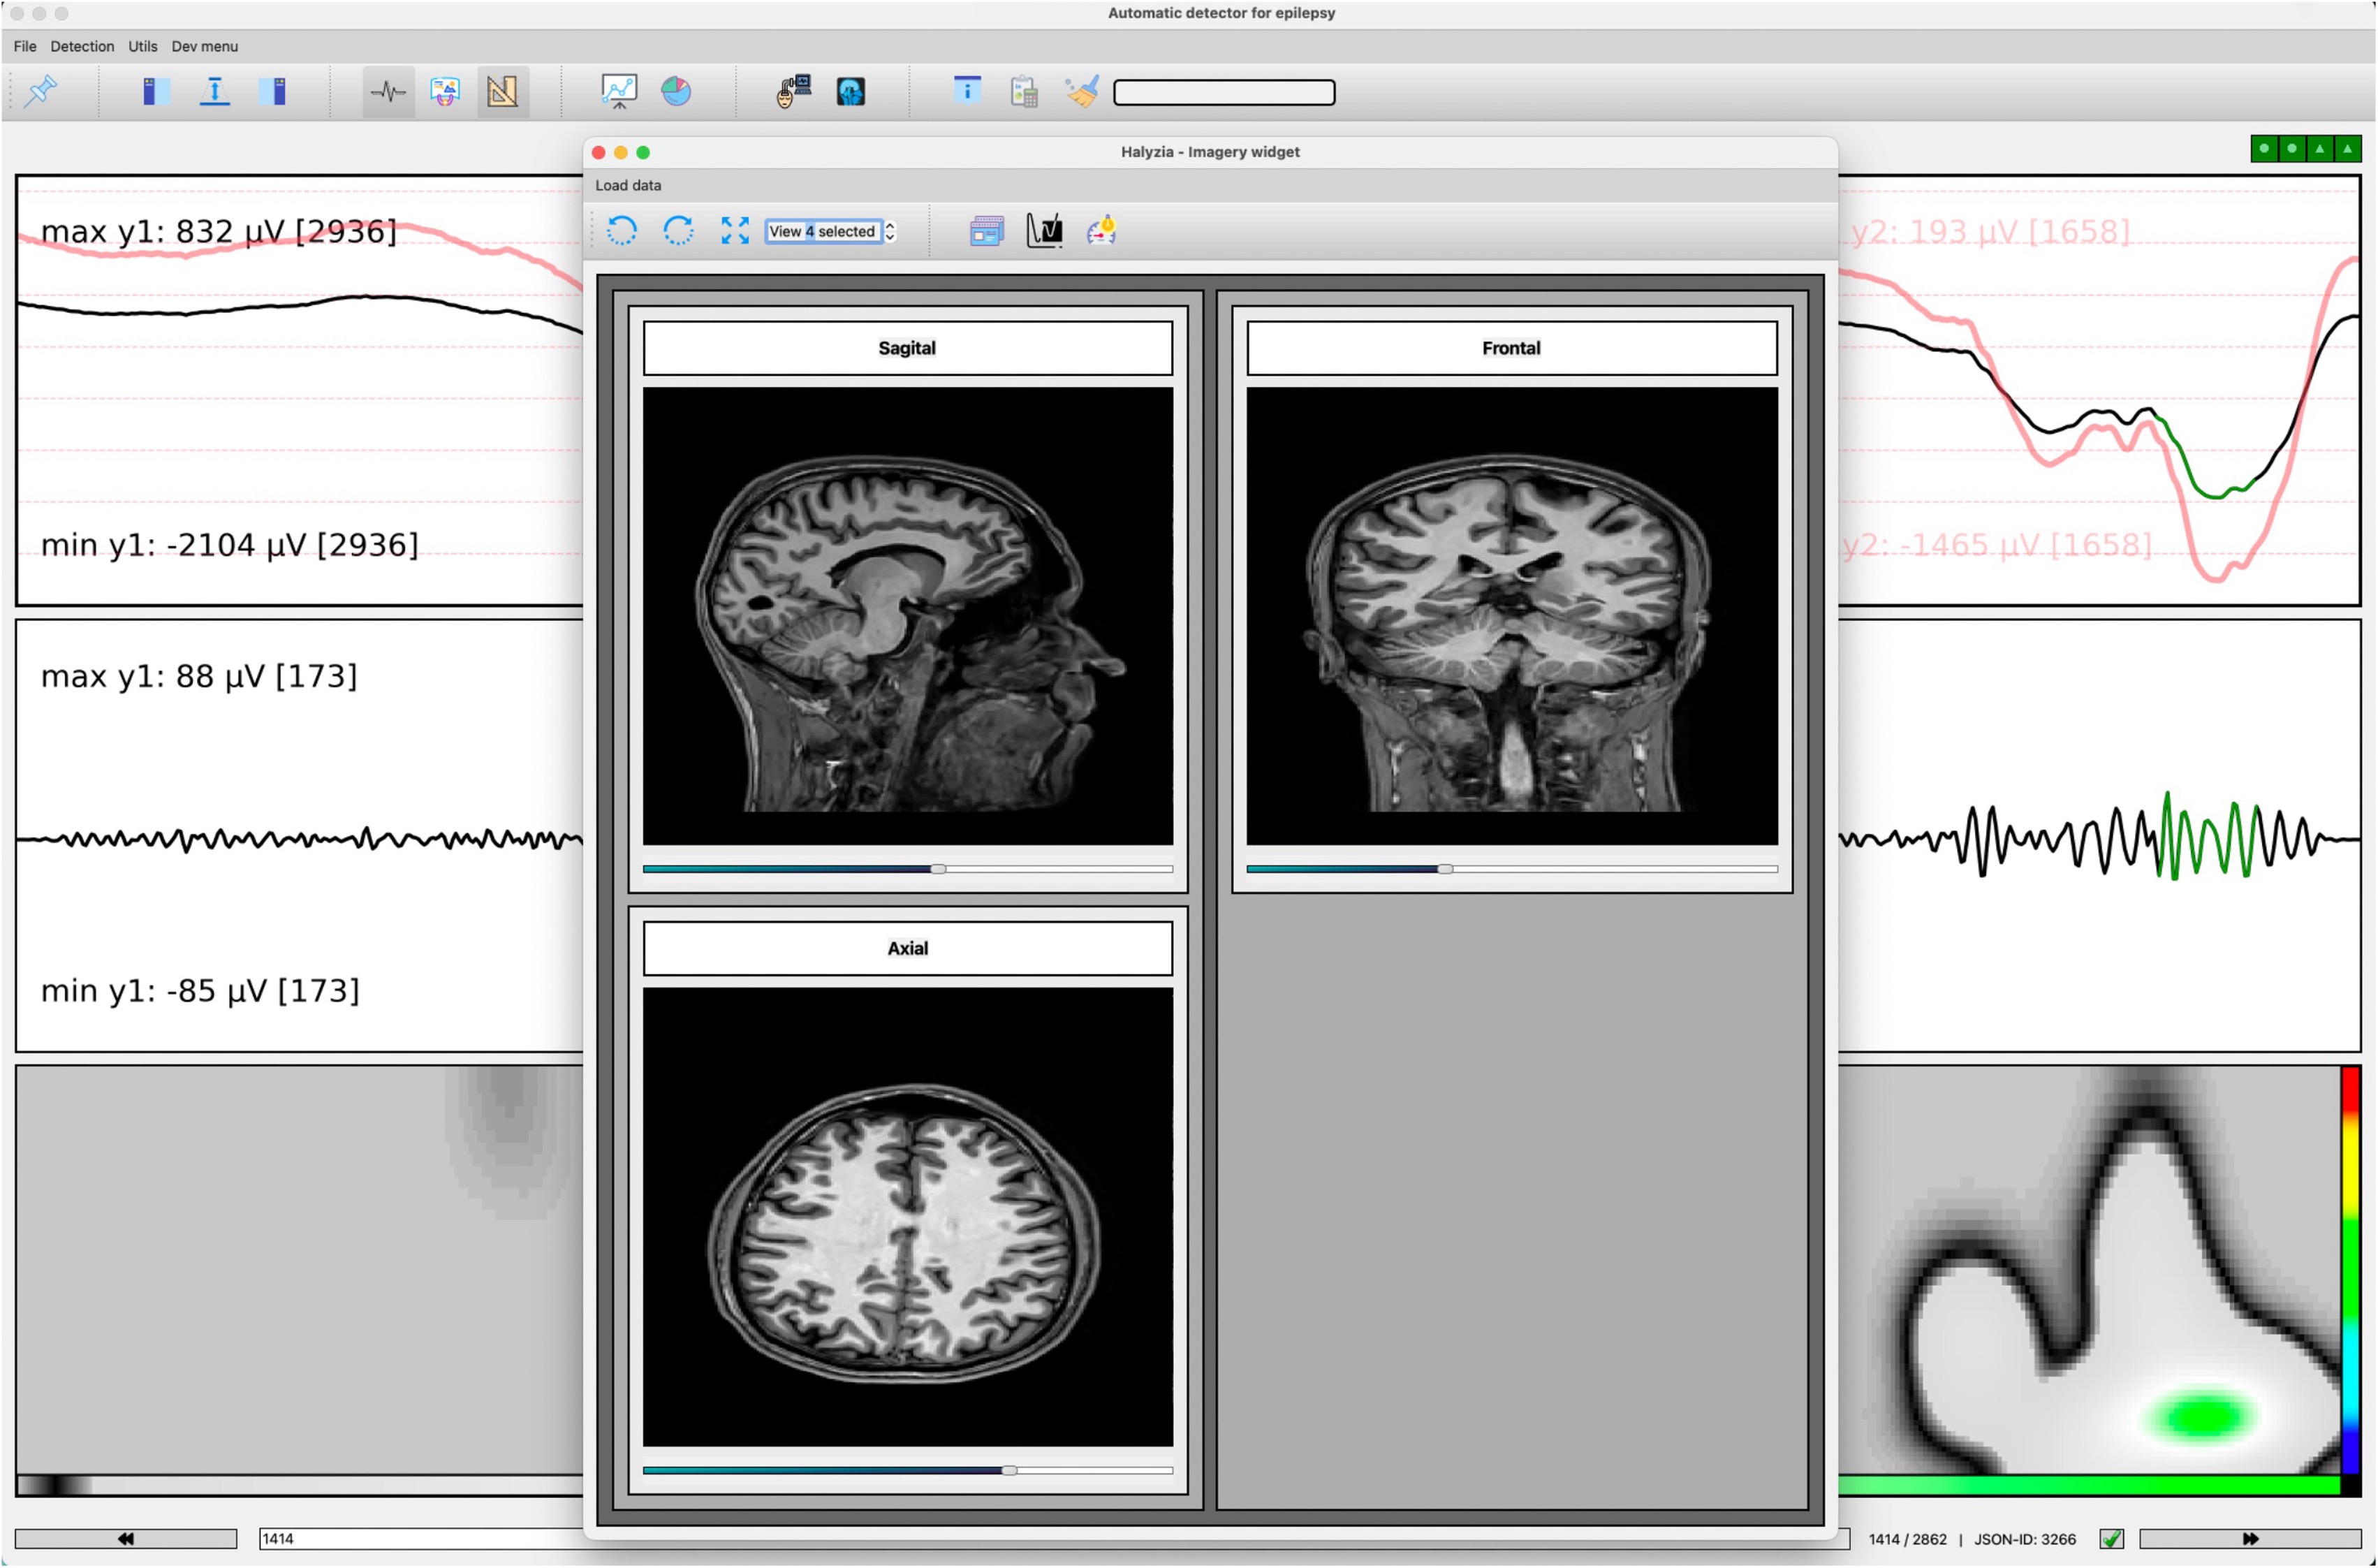 Automatic detector for epilepsy
File Detection Utils Dev menu
Halyzia - Imagery widget
Load data
View 4 selected
max y1: 832 µV [2936]
y2: 193 µV [1658]
Sagital
Frontal
min y1: -2104 µV [2936]
y2: -1465 µV [1658]
max y1: 88 µV [173]
min y1: -85 µV [173]
Axial
1414
1414 / 2862 | JSON-ID: 3266